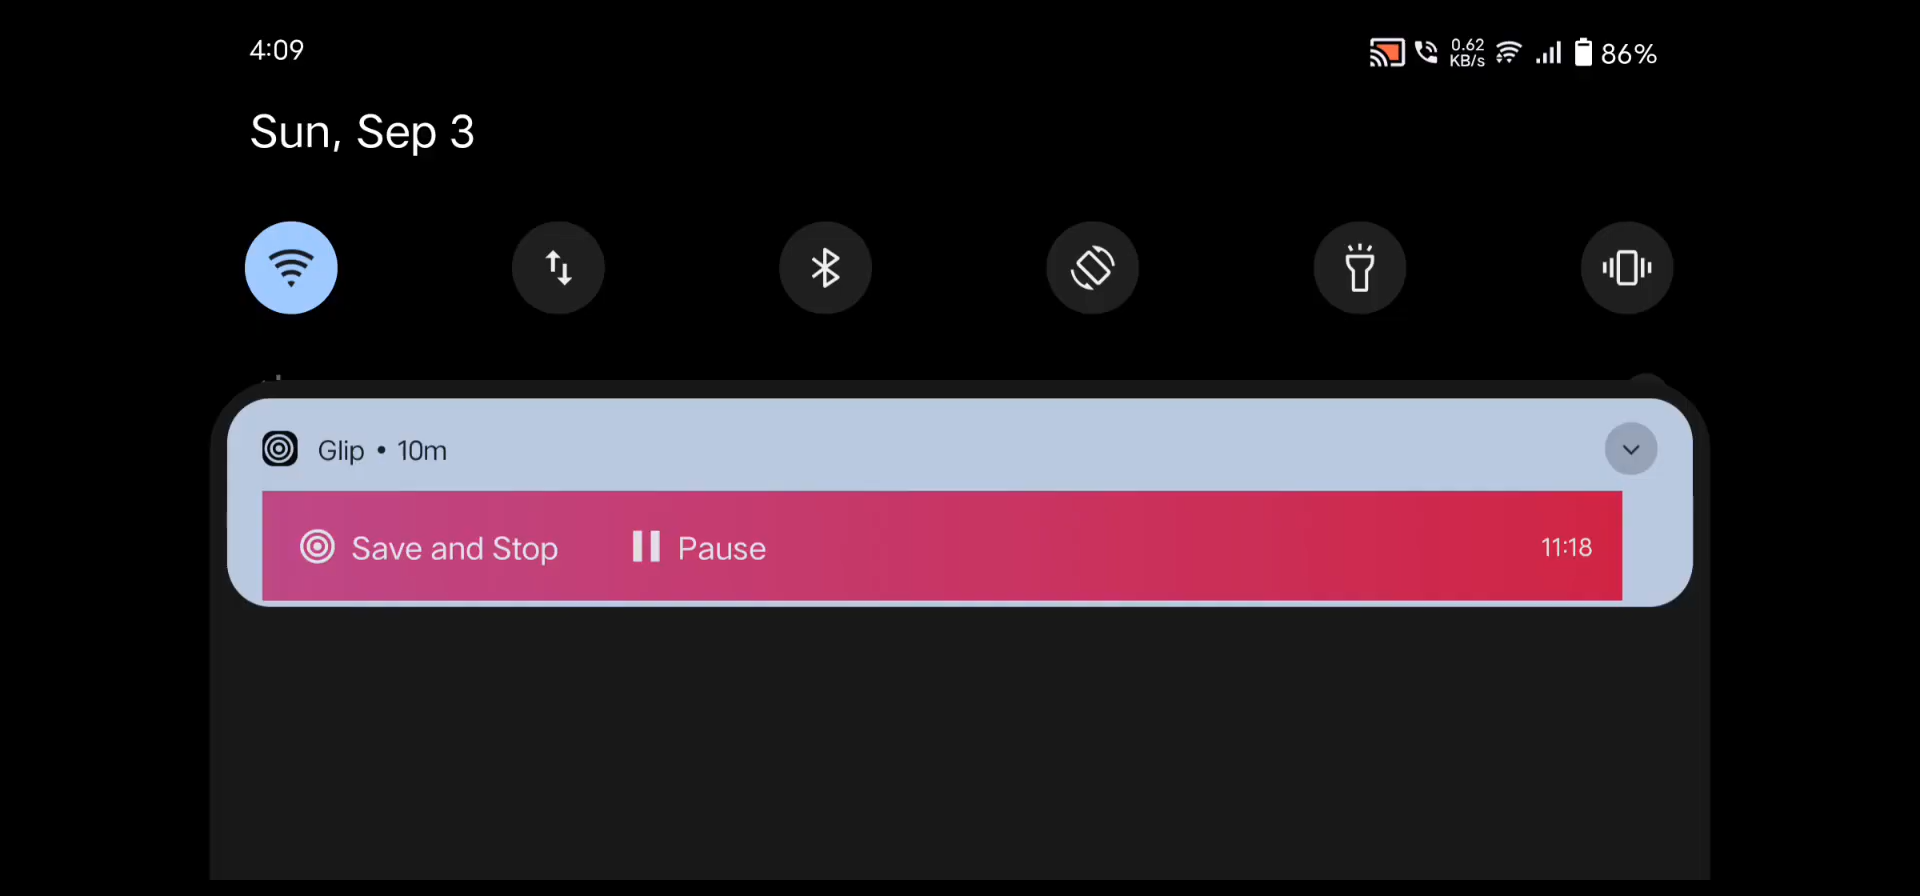 4:09
0.62
KB/s
86%
Sun, Sep 3
Glip • 10m
Save and Stop
Pause
11:18